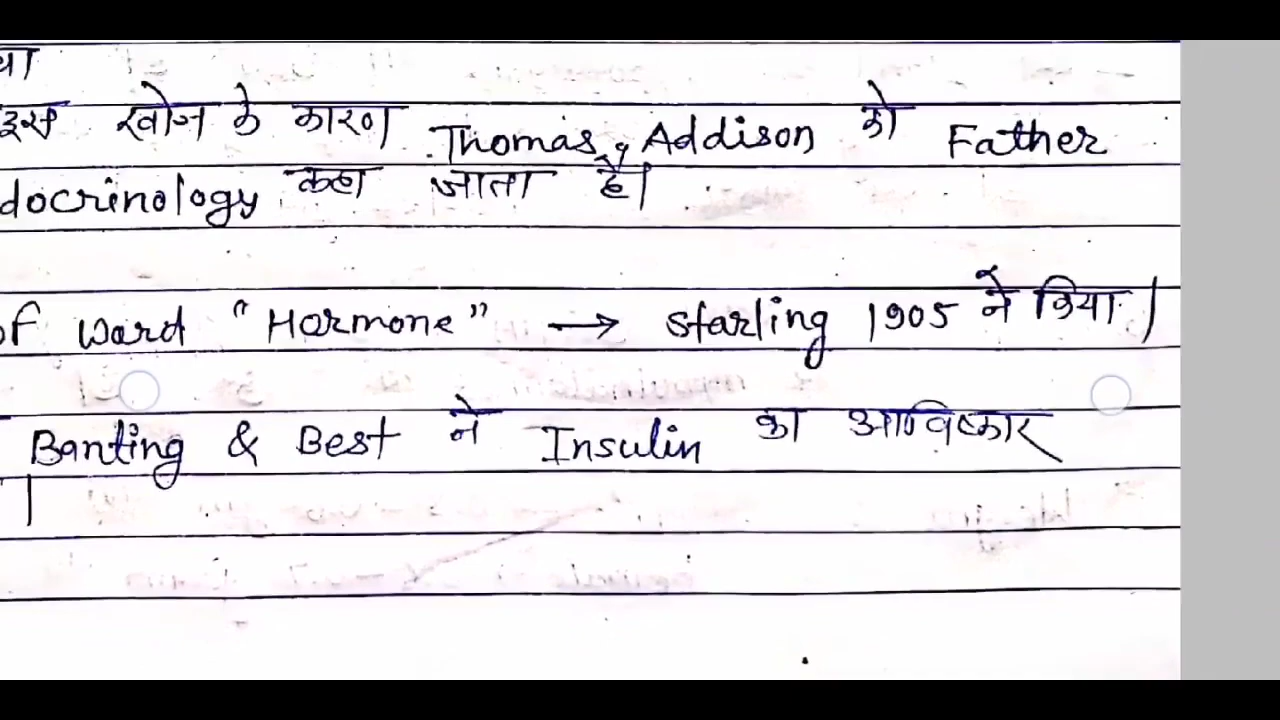 या
इस खोज के कारण Thomas Addison को Father
docrinology कहा जाता है।
of word "Hormone" → Starling 1905 ने दिया।
Banting & Best ने Insulin का आविष्कार
।